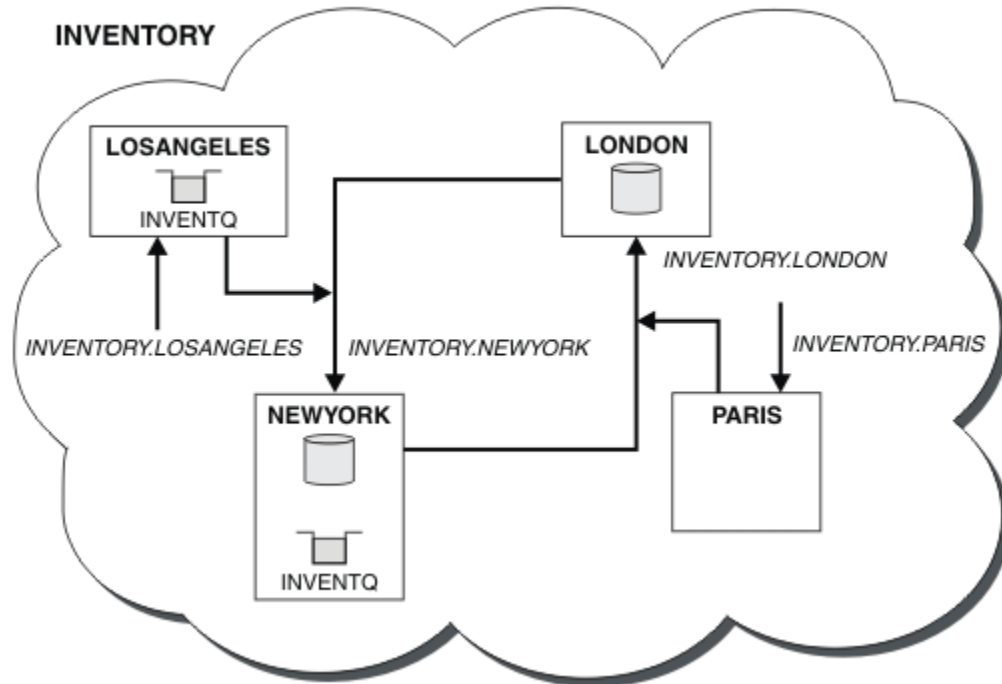 INVENTORY
LOSANGELES
INVENTQ
LONDON
INVENTORY.LONDON
INVENTORY.LOSANGELES
INVENTORY.NEWYORK
INVENTORY.PARIS
NEWYORK
INVENTQ
PARIS